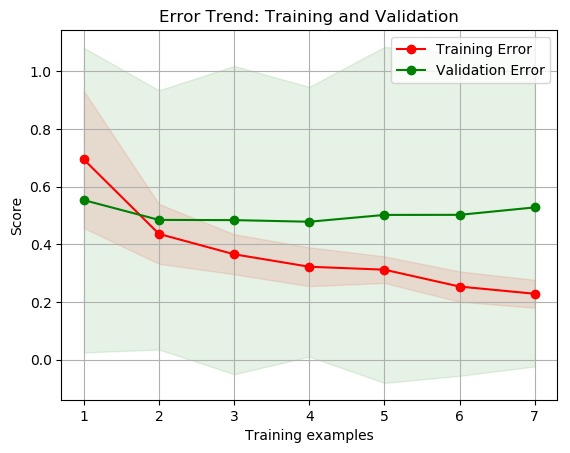 Error Trend: Training and Validation
Training Error
Validation Error
Score
1.0
0.8
0.6
0.4
0.2
0.0
1 2 3 4 5 6 7
Training examples